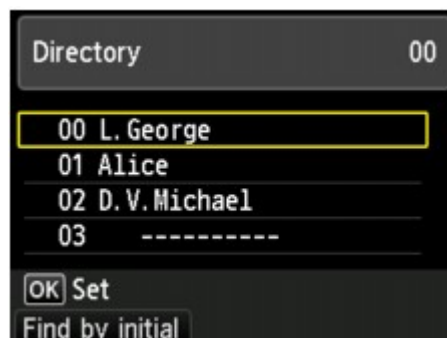 Directory 00
00 L.George
01 Alice
02 D.V.Michael
03 ----------
OK Set
Find by initial